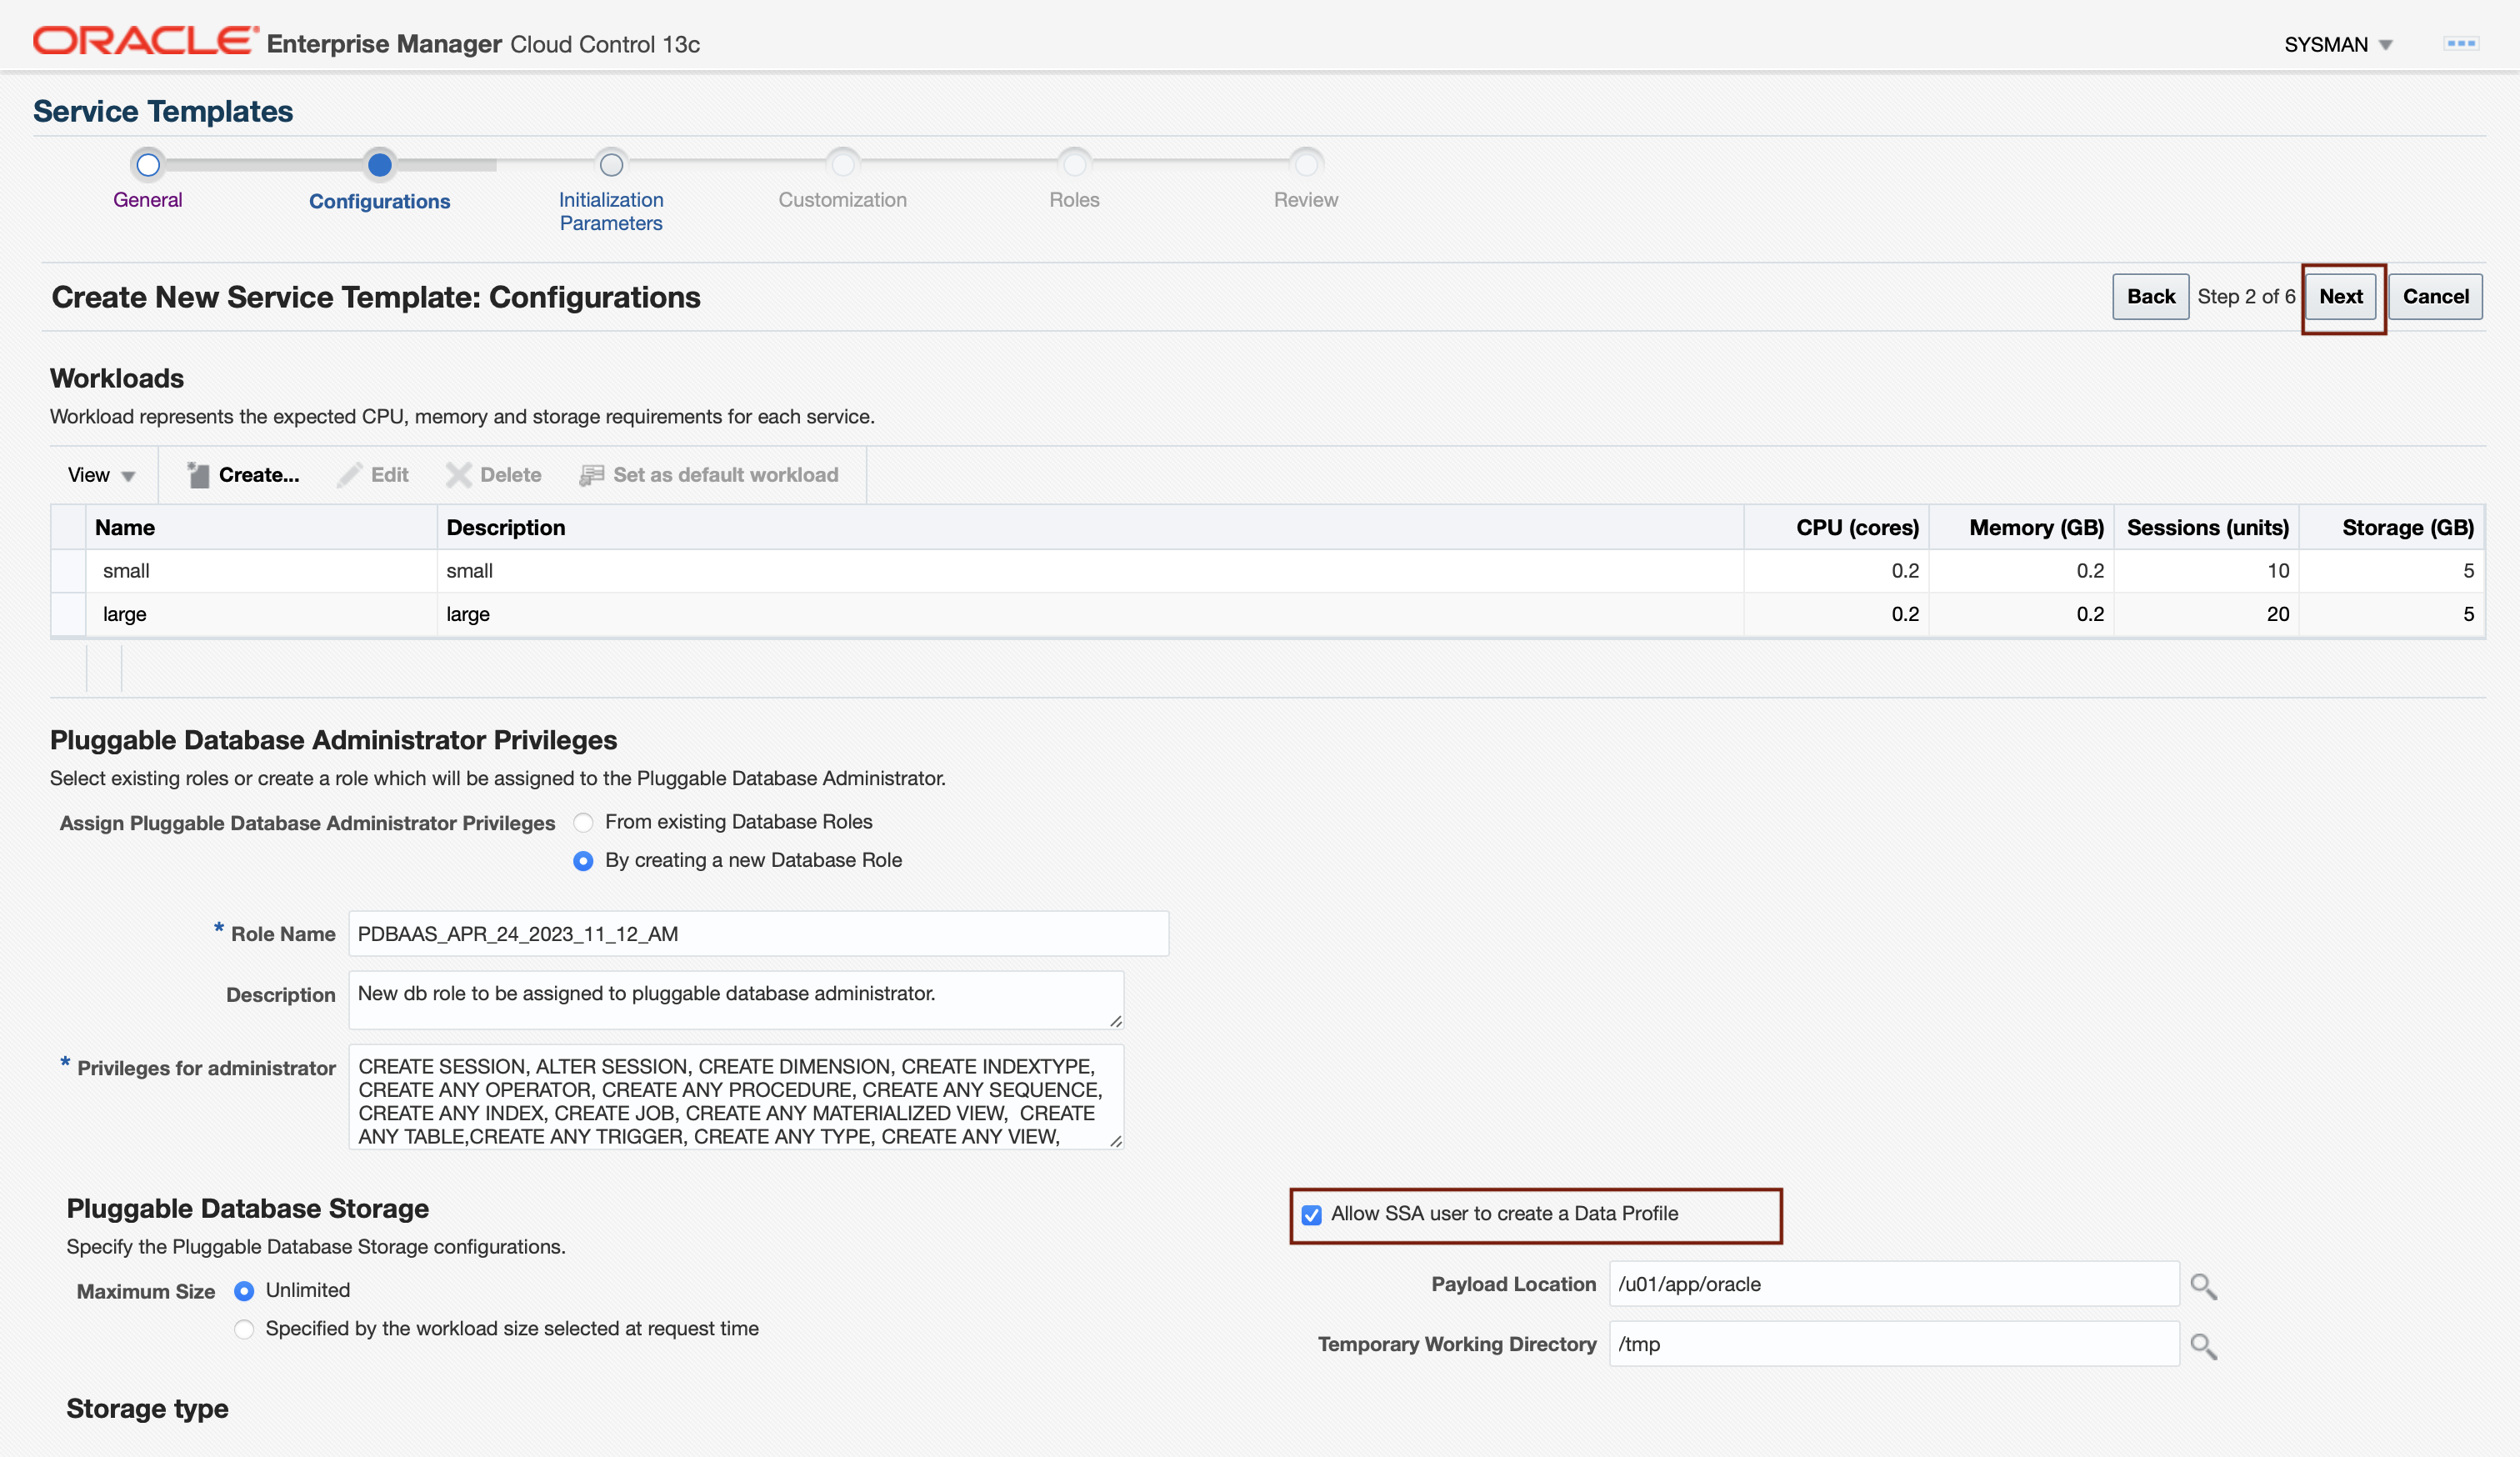 ORACLE Enterprise Manager Cloud Control 13c
SYSMAN
Service Templates
General
Configurations
Initialization
Parameters
Customization
Roles
Review
Create New Service Template: Configurations
Back Step 2 of 6 Next Cancel
Workloads
Workload represents the expected CPU, memory and storage requirements for each service.
View Create... Edit Delete Set as default workload
Name Description CPU (cores) Memory (GB) Sessions (units) Storage (GB)
small small 0.2 0.2 10 5
large large 0.2 0.2 20 5
Pluggable Database Administrator Privileges
Select existing roles or create a role which will be assigned to the Pluggable Database Administrator.
Assign Pluggable Database Administrator Privileges From existing Database Roles
By creating a new Database Role
* Role Name PDBAAS_APR_24_2023_11_12_AM
Description New db role to be assigned to pluggable database administrator.
* Privileges for administrator CREATE SESSION, ALTER SESSION, CREATE DIMENSION, CREATE INDEXTYPE,
CREATE ANY OPERATOR, CREATE ANY PROCEDURE, CREATE ANY SEQUENCE,
CREATE ANY INDEX, CREATE JOB, CREATE ANY MATERIALIZED VIEW,  CREATE
ANY TABLE,CREATE ANY TRIGGER, CREATE ANY TYPE, CREATE ANY VIEW,
Pluggable Database Storage
Specify the Pluggable Database Storage configurations.
Maximum Size Unlimited
Specified by the workload size selected at request time
Allow SSA user to create a Data Profile
Payload Location /u01/app/oracle
Temporary Working Directory /tmp
Storage type